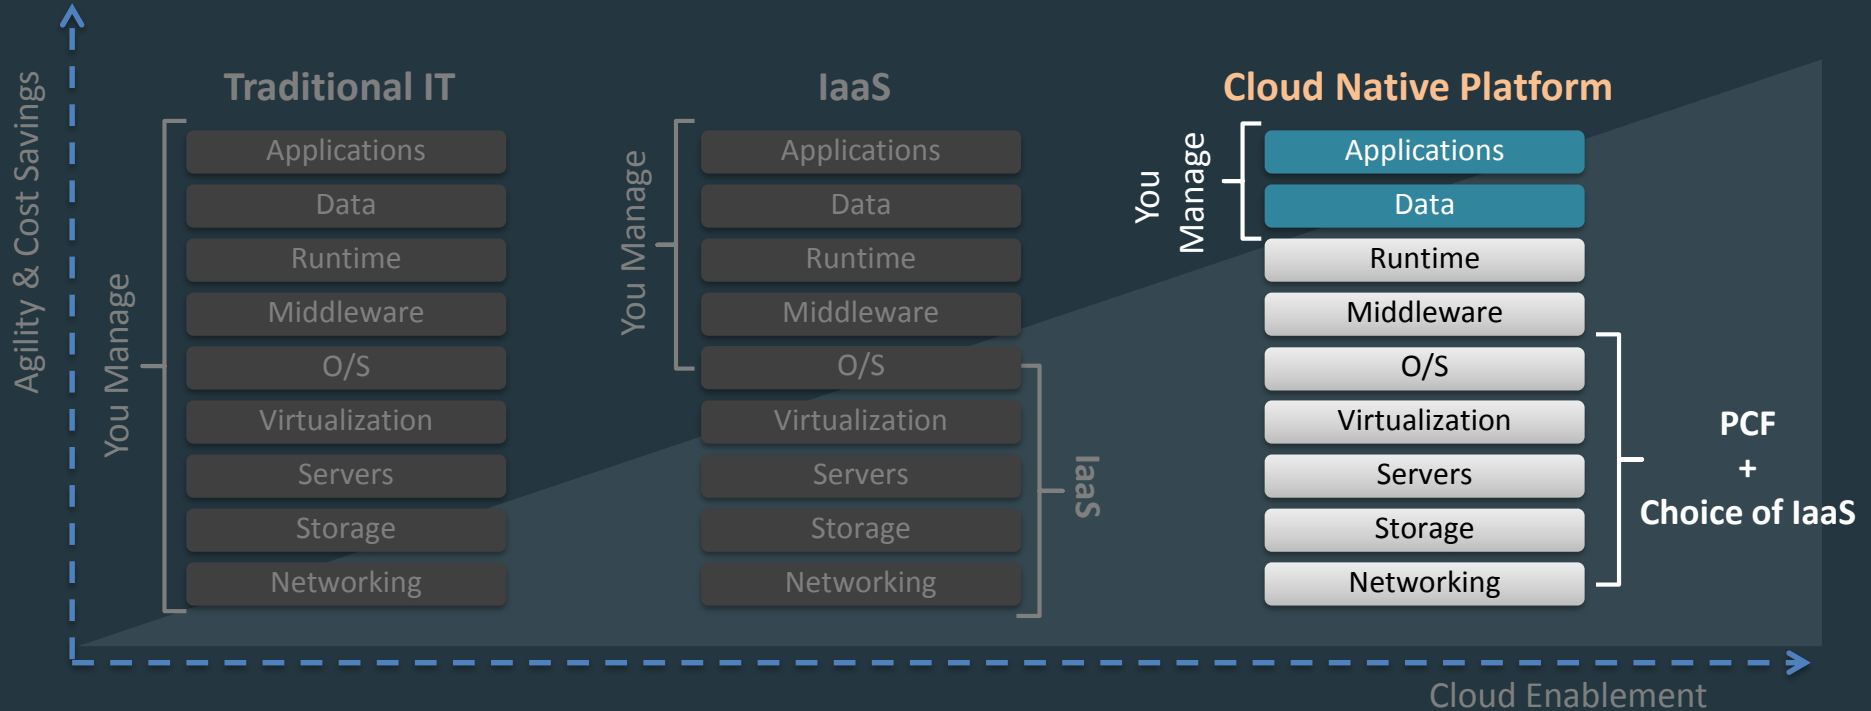 Agility & Cost Savings
Traditional IT
You Manage
Applications
Data
Runtime
Middleware
O/S
Virtualization
Servers
Storage
Networking
IaaS
You Manage
Applications
Data
Runtime
Middleware
O/S
Virtualization
Servers
Storage
Networking
IaaS
Cloud Native Platform
You
Manage
Applications
Data
Runtime
Middleware
O/S
Virtualization
Servers
Storage
Networking
PCF
+
Choice of IaaS
Cloud Enablement